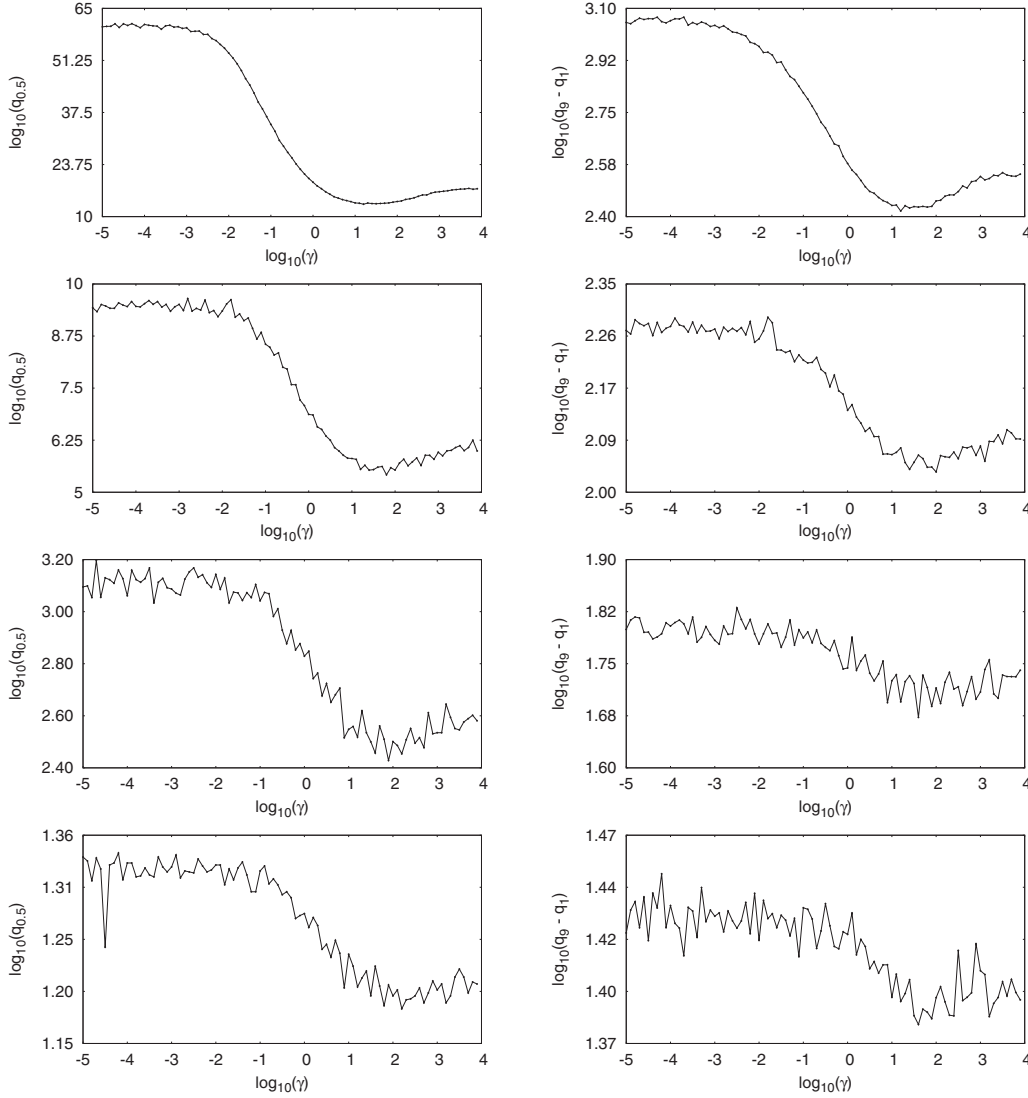 65
51.25
37.5
23.75
10
log10(q0.5)
-5 -4 -3 -2 -1 0 1 2 3 4
log10(γ)
3.10
2.92
2.75
2.58
2.40
log10(q9 - q1)
-5 -4 -3 -2 -1 0 1 2 3 4
log10(γ)
10
8.75
7.5
6.25
5
log10(q0.5)
-5 -4 -3 -2 -1 0 1 2 3 4
log10(γ)
2.35
2.26
2.17
2.09
2.00
log10(q9 - q1)
-5 -4 -3 -2 -1 0 1 2 3 4
log10(γ)
3.20
3.00
2.80
2.60
2.40
log10(q0.5)
-5 -4 -3 -2 -1 0 1 2 3 4
log10(γ)
1.90
1.82
1.75
1.68
1.60
log10(q9 - q1)
-5 -4 -3 -2 -1 0 1 2 3 4
log10(γ)
1.36
1.31
1.25
1.20
1.15
log10(q0.5)
-5 -4 -3 -2 -1 0 1 2 3 4
log10(γ)
1.47
1.44
1.42
1.40
1.37
log10(q9 - q1)
-5 -4 -3 -2 -1 0 1 2 3 4
log10(γ)